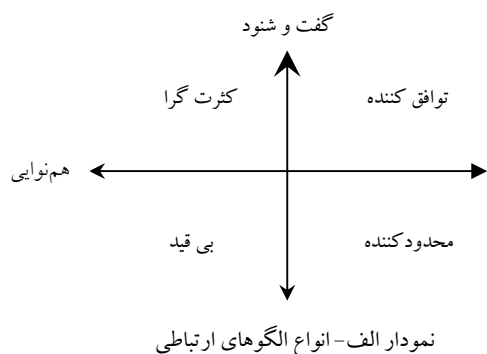 گفت و شنود
توافق کننده
کثرت گرا
هم‌نوایی
محدودکننده
بی قید
نمودار الف- انواع الگوهای ارتباطی